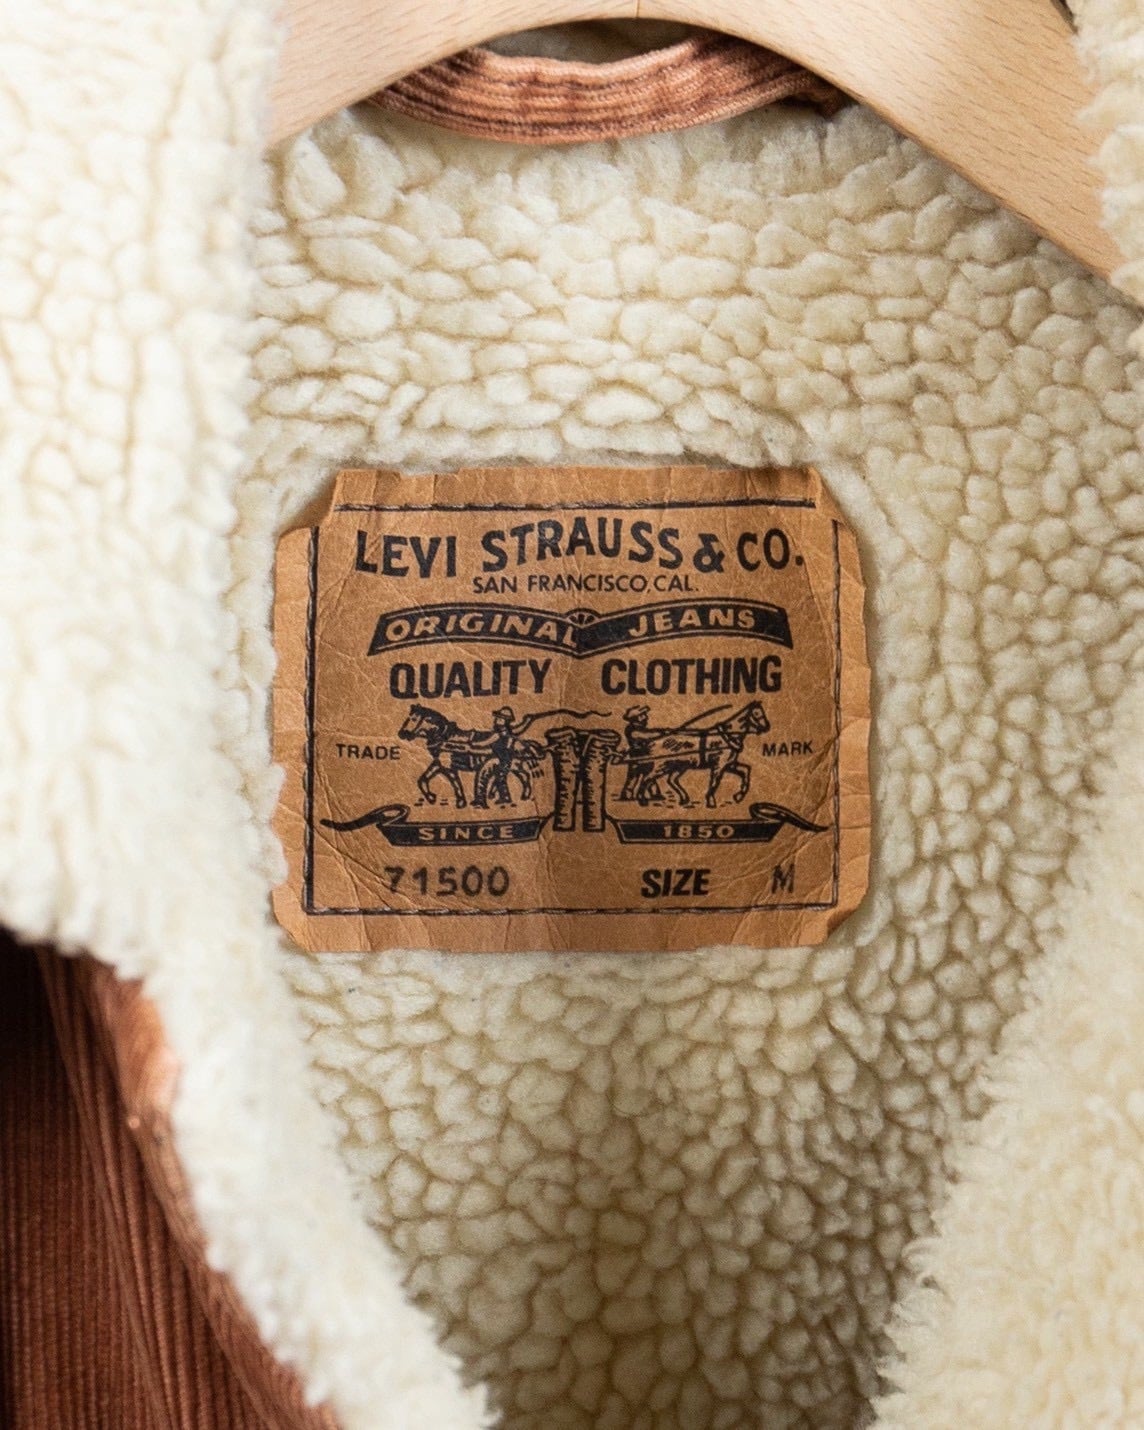 LEVI STRAUSS & CO.
SAN FRANCISCO, CAL.
ORIGINAL JEANS
QUALITY CLOTHING
TRADE MARK
SINCE 1850
71500 SIZE M